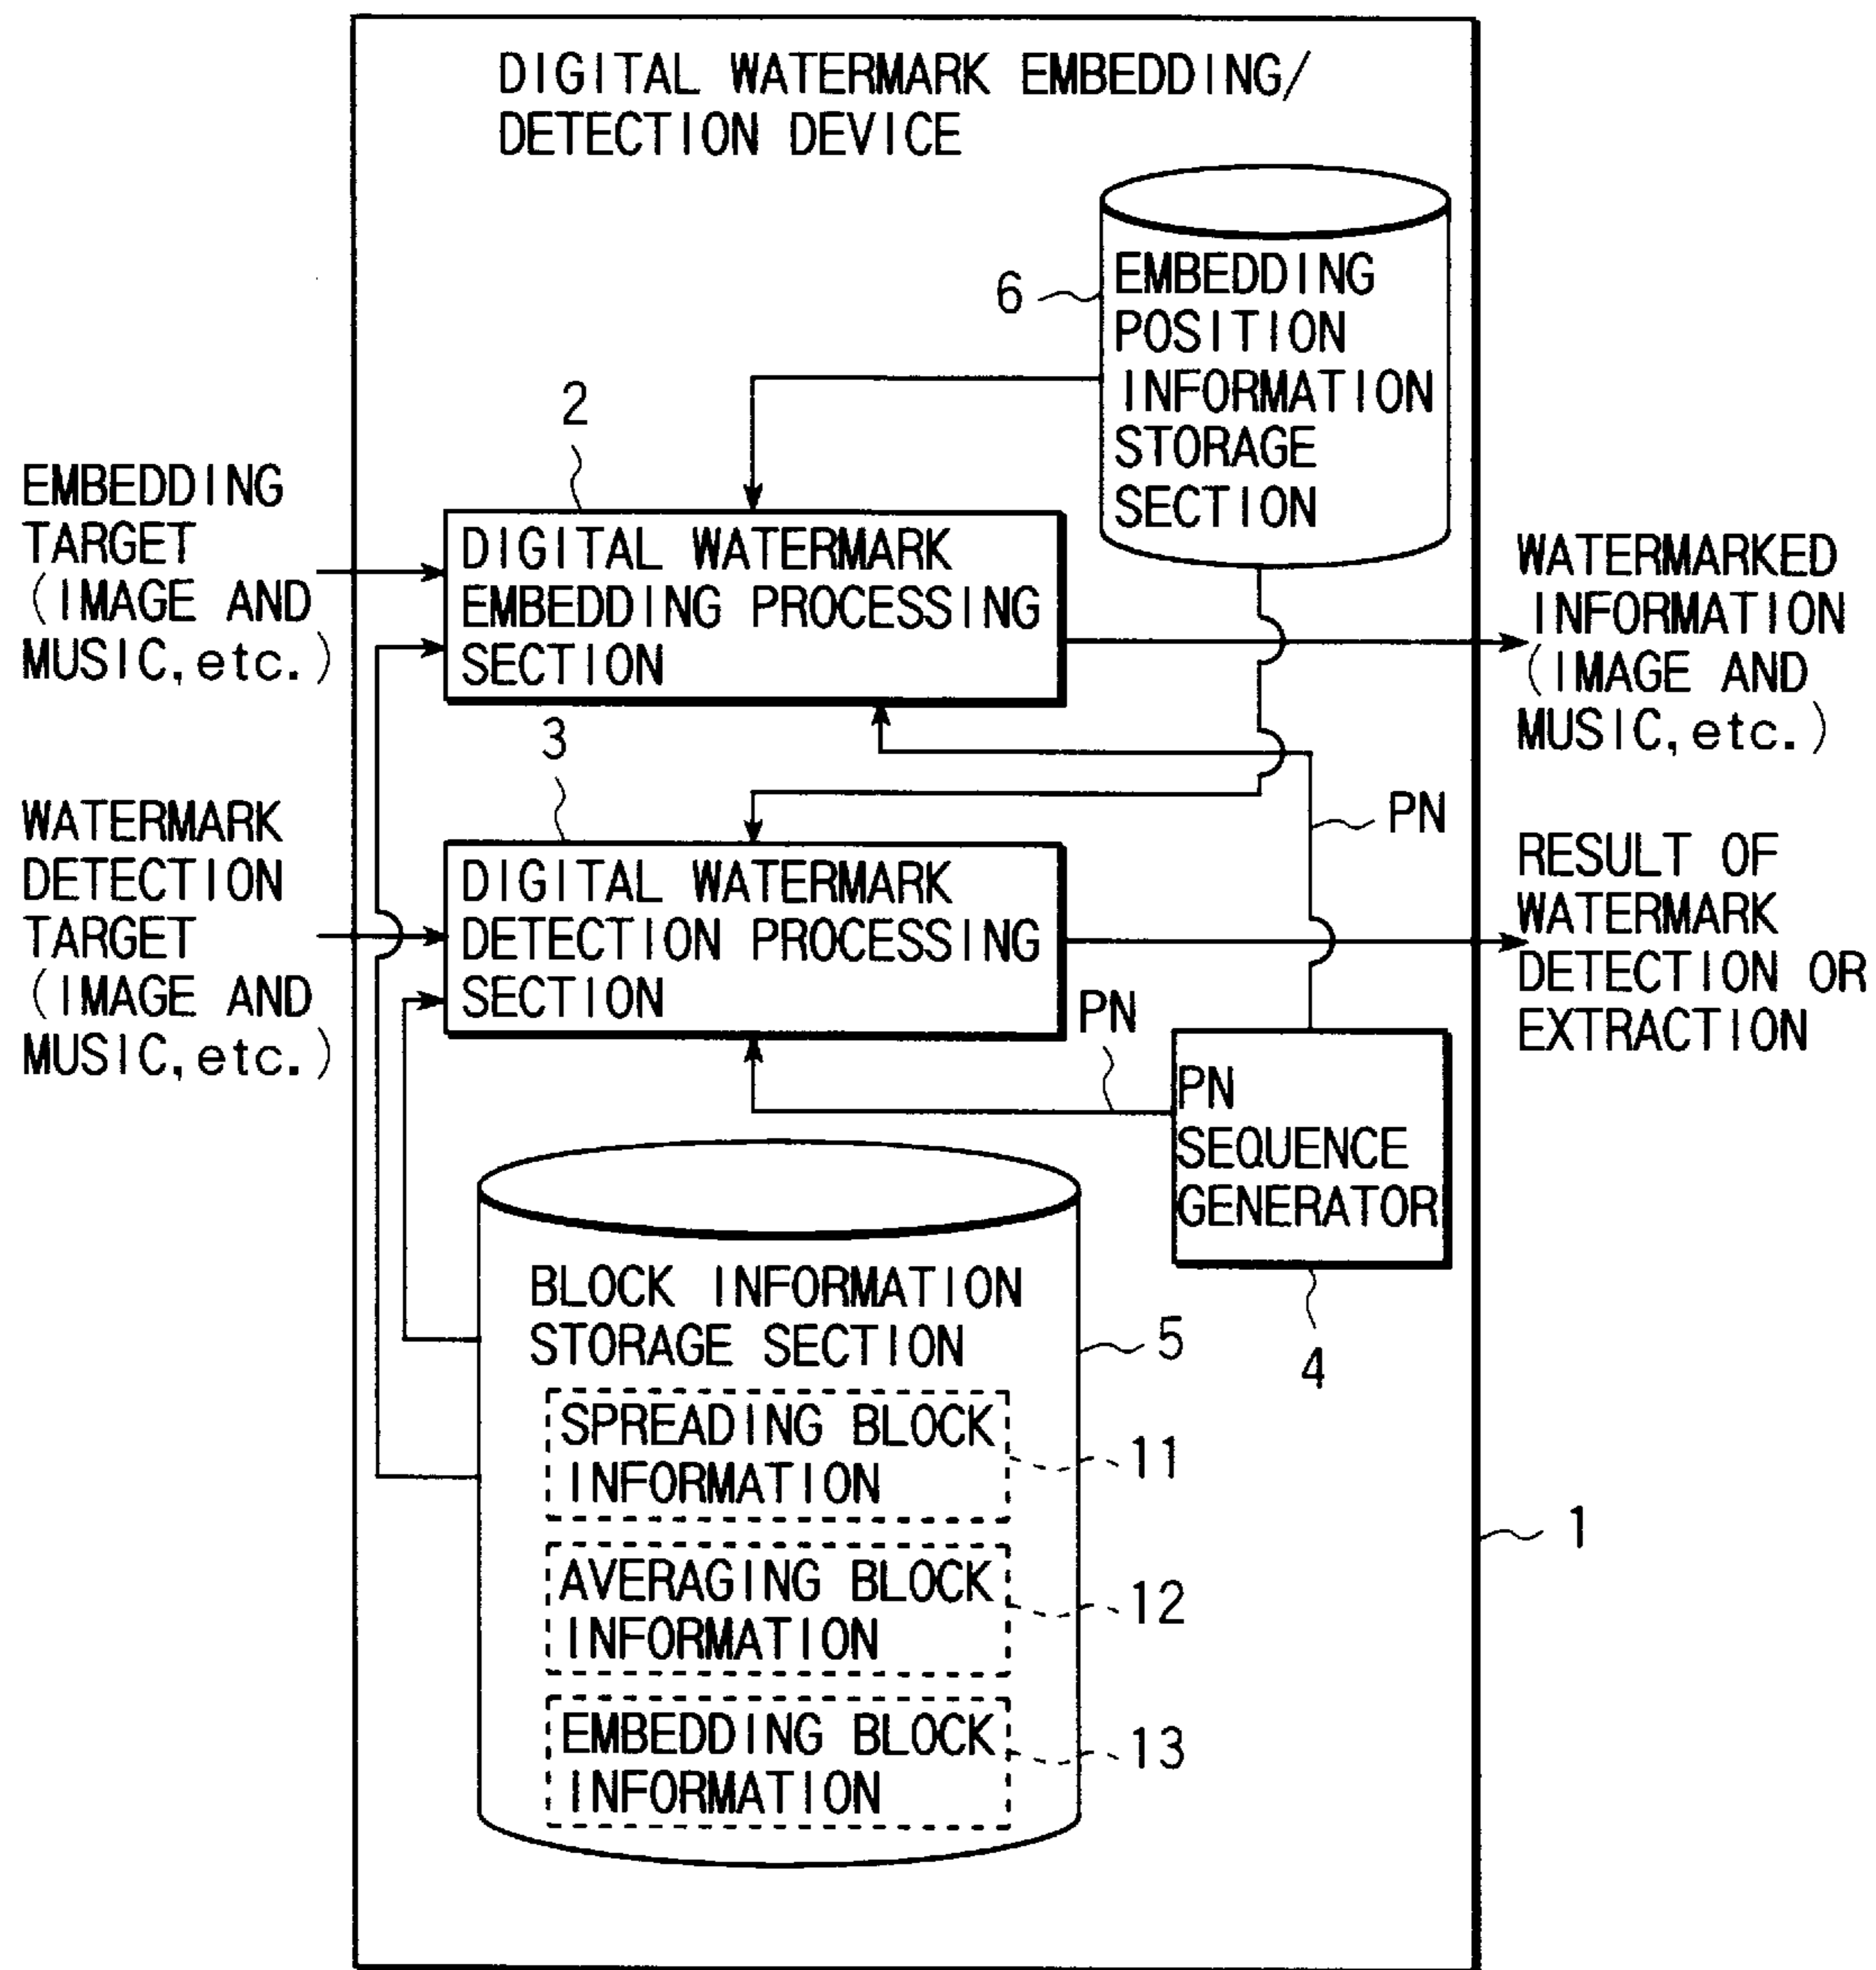 DIGITAL WATERMARK EMBEDDING/
DETECTION DEVICE
6
EMBEDDING
POSITION
INFORMATION
STORAGE
SECTION
2
EMBEDDING
TARGET
(IMAGE AND
MUSIC,etc.)
DIGITAL WATERMARK
EMBEDDING PROCESSING
SECTION
WATERMARKED
INFORMATION
(IMAGE AND
MUSIC,etc.)
3
PN
WATERMARK
DETECTION
TARGET
(IMAGE AND
MUSIC,etc.)
DIGITAL WATERMARK
DETECTION PROCESSING
SECTION
RESULT OF
WATERMARK
DETECTION OR
EXTRACTION
PN
PN
SEQUENCE
GENERATOR
4
BLOCK INFORMATION
STORAGE SECTION
5
SPREADING BLOCK
INFORMATION
11
AVERAGING BLOCK
INFORMATION
12
EMBEDDING BLOCK
INFORMATION
13
1